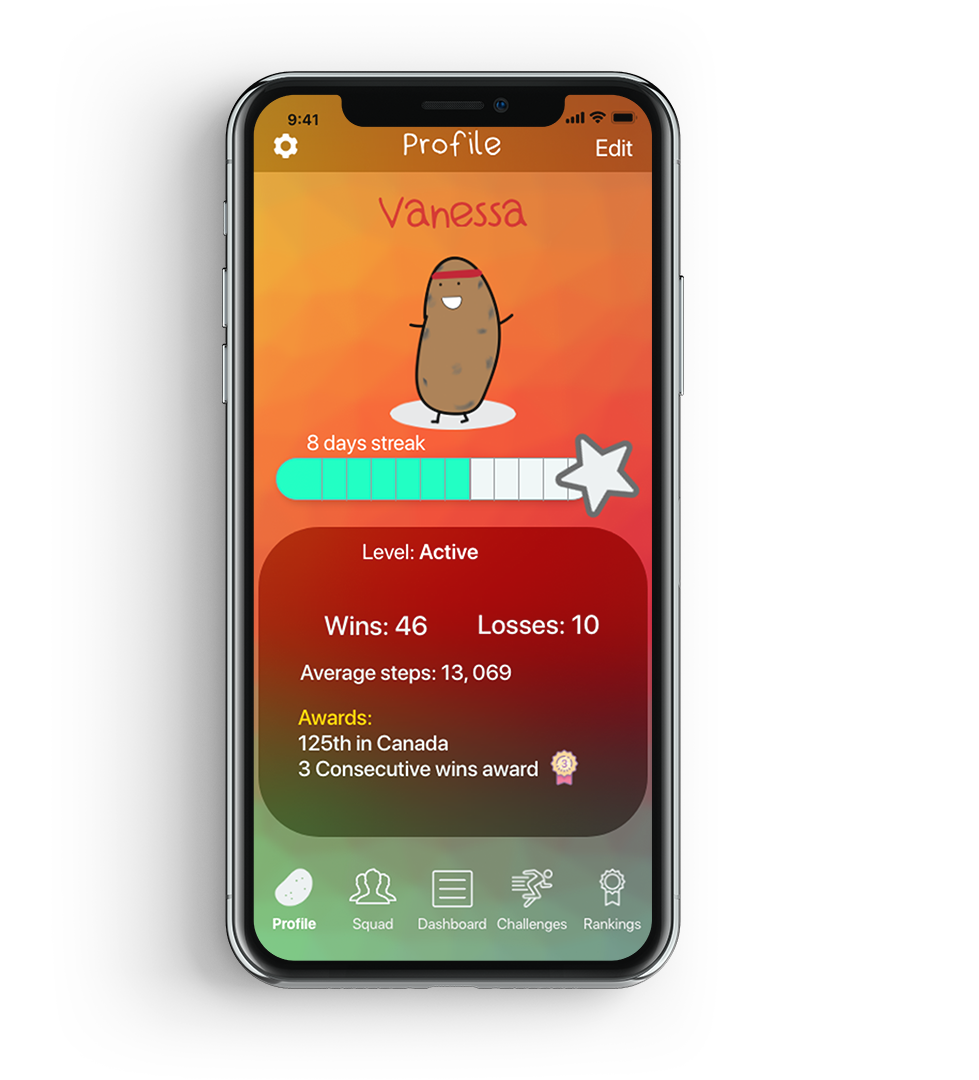 9:41
Profile
Edit
Vanessa
8 days streak
Level: Active
Wins: 46 Losses: 10
Average steps: 13, 069
Awards:
125th in Canada
3 Consecutive wins award 3
Profile Squad Dashboard Challenges Rankings